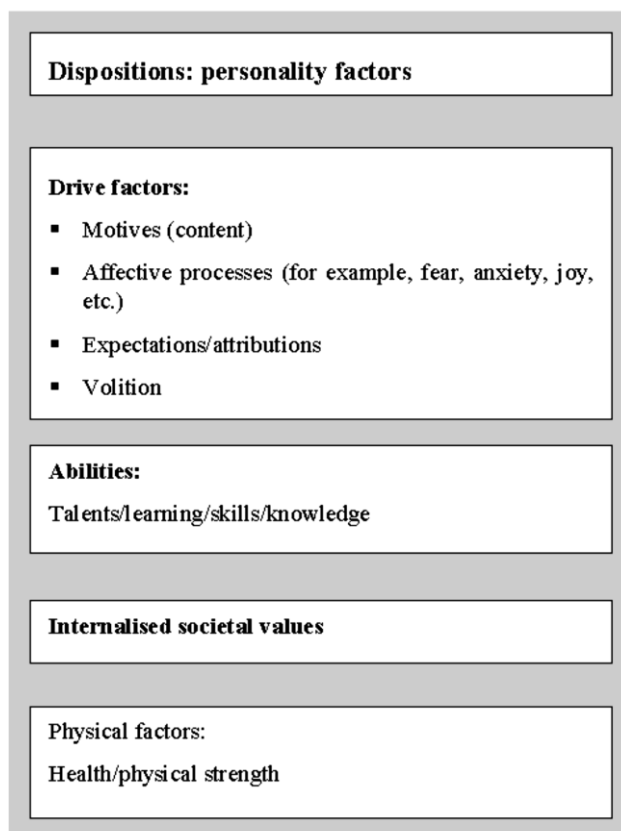 Dispositions: personality factors
Drive factors:
▪ Motives (content)
▪ Affective processes (for example, fear, anxiety, joy,
etc.)
▪ Expectations/attributions
▪ Volition
Abilities:
Talents/learning/skills/knowledge
Internalised societal values
Physical factors:
Health/physical strength